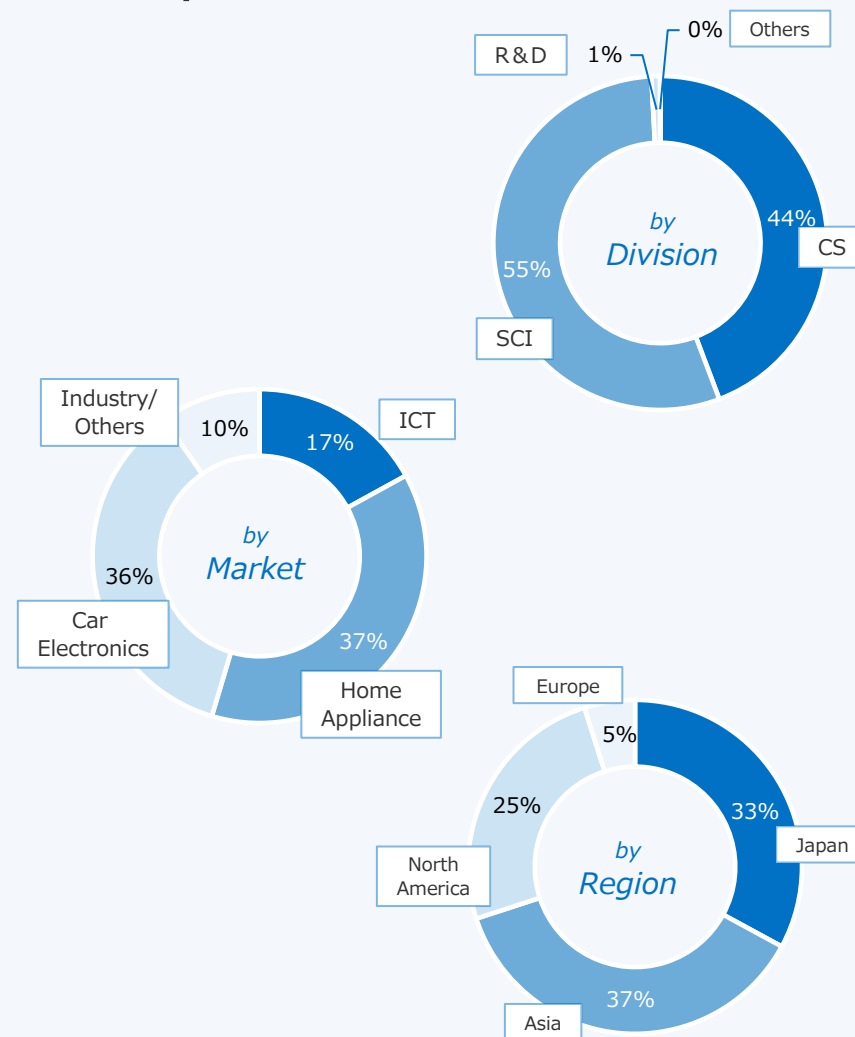 R&D
1%
0%
Others
44%
CS
by
Division
55%
SCI
Industry/
Others
10%
17%
ICT
by
Market
36%
Car
Electronics
37%
Home
Appliance
Europe
5%
33%
Japan
25%
North
America
by
Region
37%
Asia